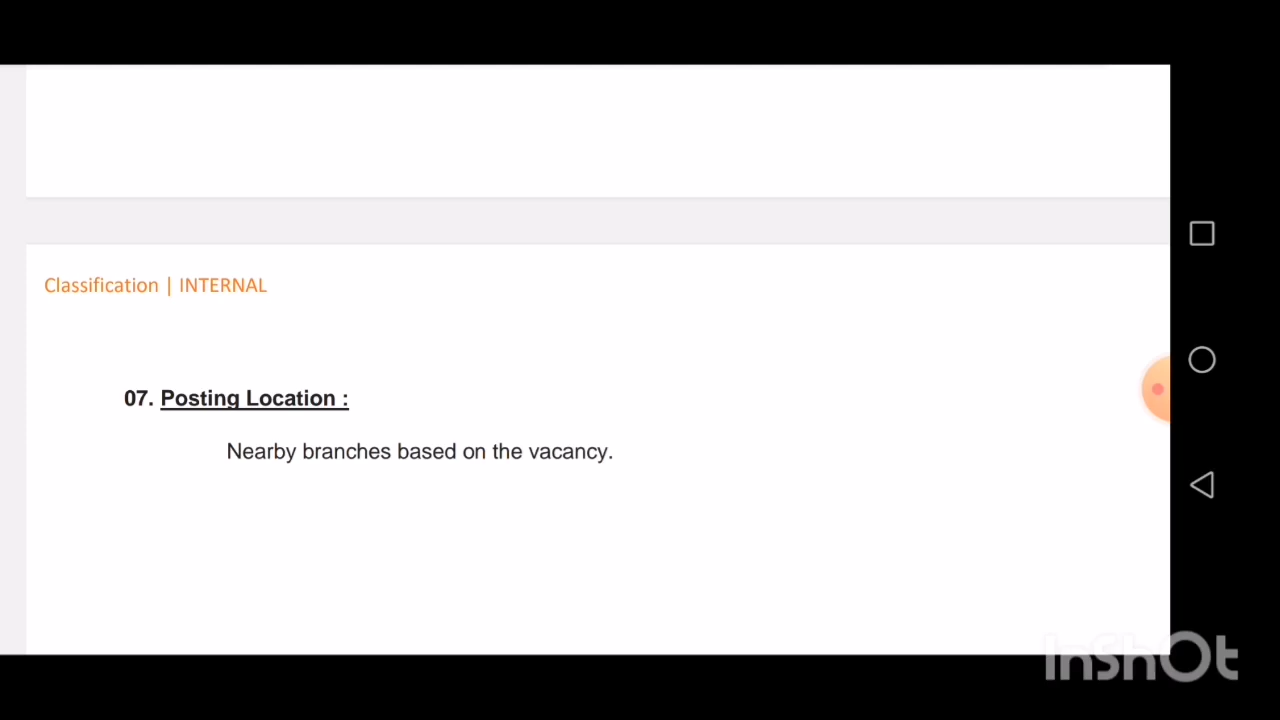 Classification | INTERNAL
07. Posting Location :
Nearby branches based on the vacancy.
InShOt